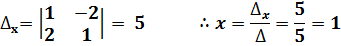 Δₓ= |1 -2| = 5 ∴ x = Δₓ/Δ = 5/5 = 1
|2 1|